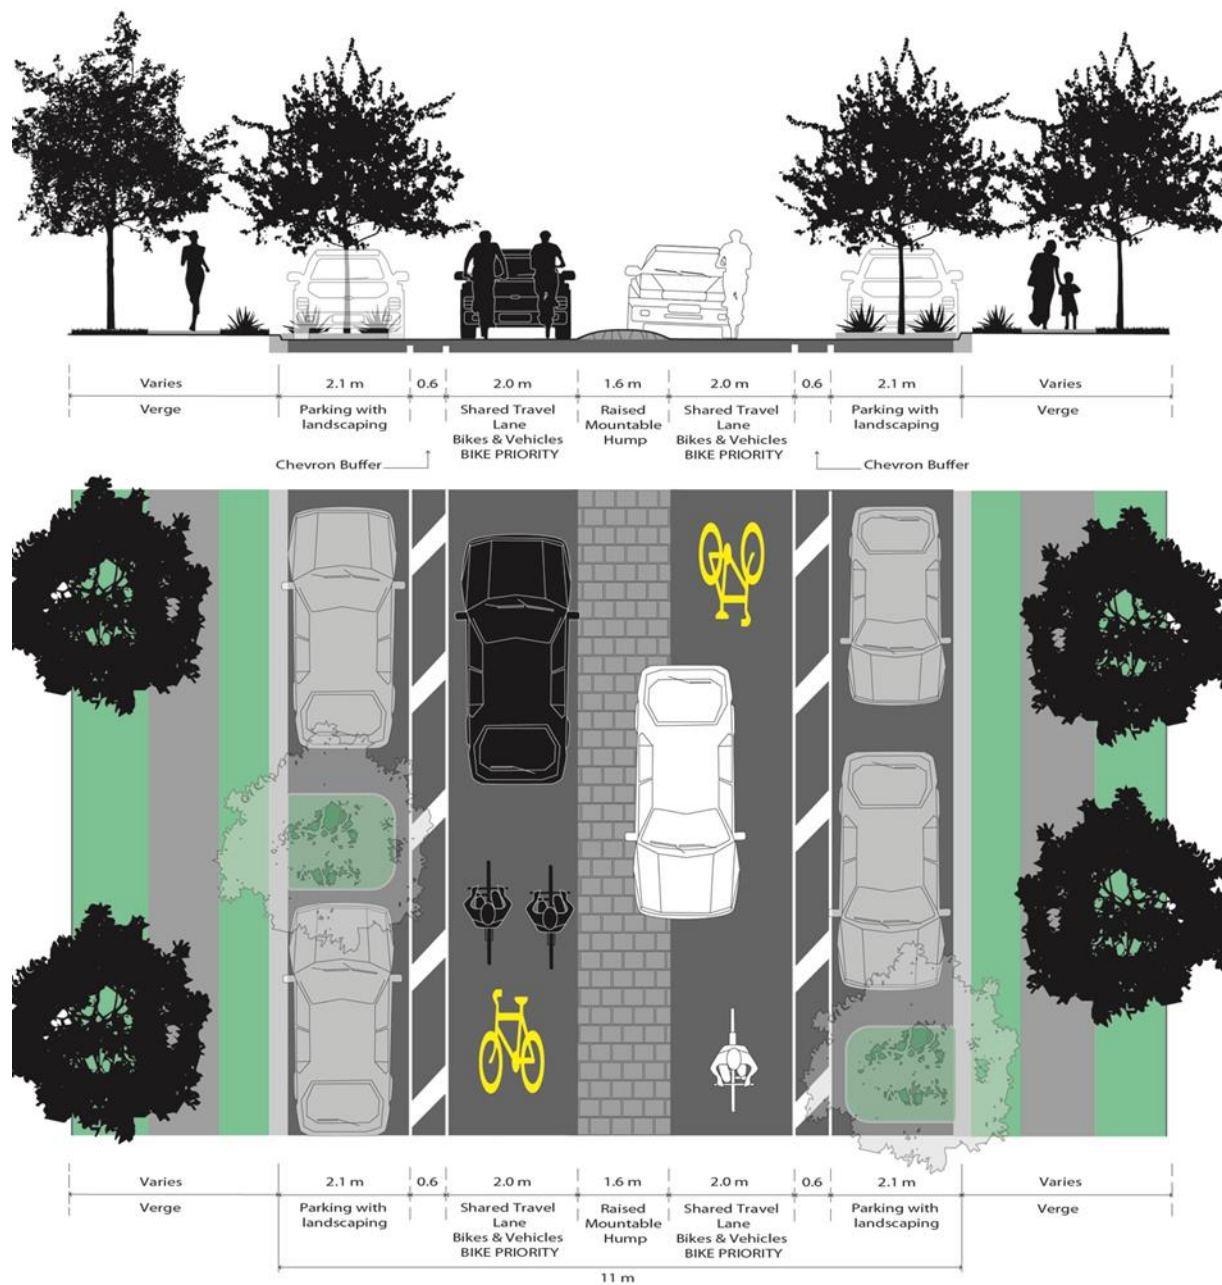 Varies
2.1 m
0.6
2.0 m
1.6 m
2.0 m
0.6
2.1 m
Varies
Verge
Parking with
landscaping
Shared Travel
Lane
Bikes & Vehicles
BIKE PRIORITY
Raised
Mountable
Hump
Shared Travel
Lane
Bikes & Vehicles
BIKE PRIORITY
Parking with
landscaping
Verge
Chevron Buffer
Chevron Buffer
Varies
2.1 m
0.6
2.0 m
1.6 m
2.0 m
0.6
2.1 m
Varies
Verge
Parking with
landscaping
Shared Travel
Lane
Bikes & Vehicles
BIKE PRIORITY
Raised
Mountable
Hump
Shared Travel
Lane
Bikes & Vehicles
BIKE PRIORITY
Parking with
landscaping
Verge
11 m